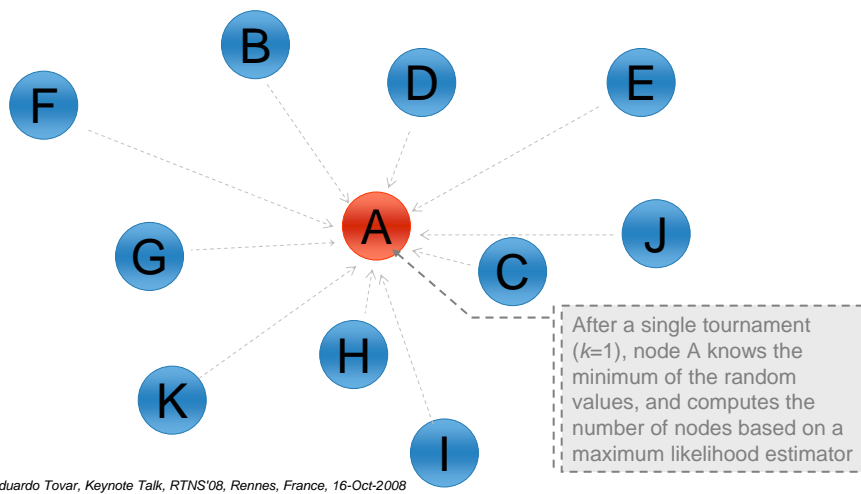 B
D
E
F
A
J
G
C
After a single tournament
(k=1), node A knows the
minimum of the random
values, and computes the
number of nodes based on a
maximum likelihood estimator
H
K
I
duardo Tovar, Keynote Talk, RTNS'08, Rennes, France, 16-Oct-2008